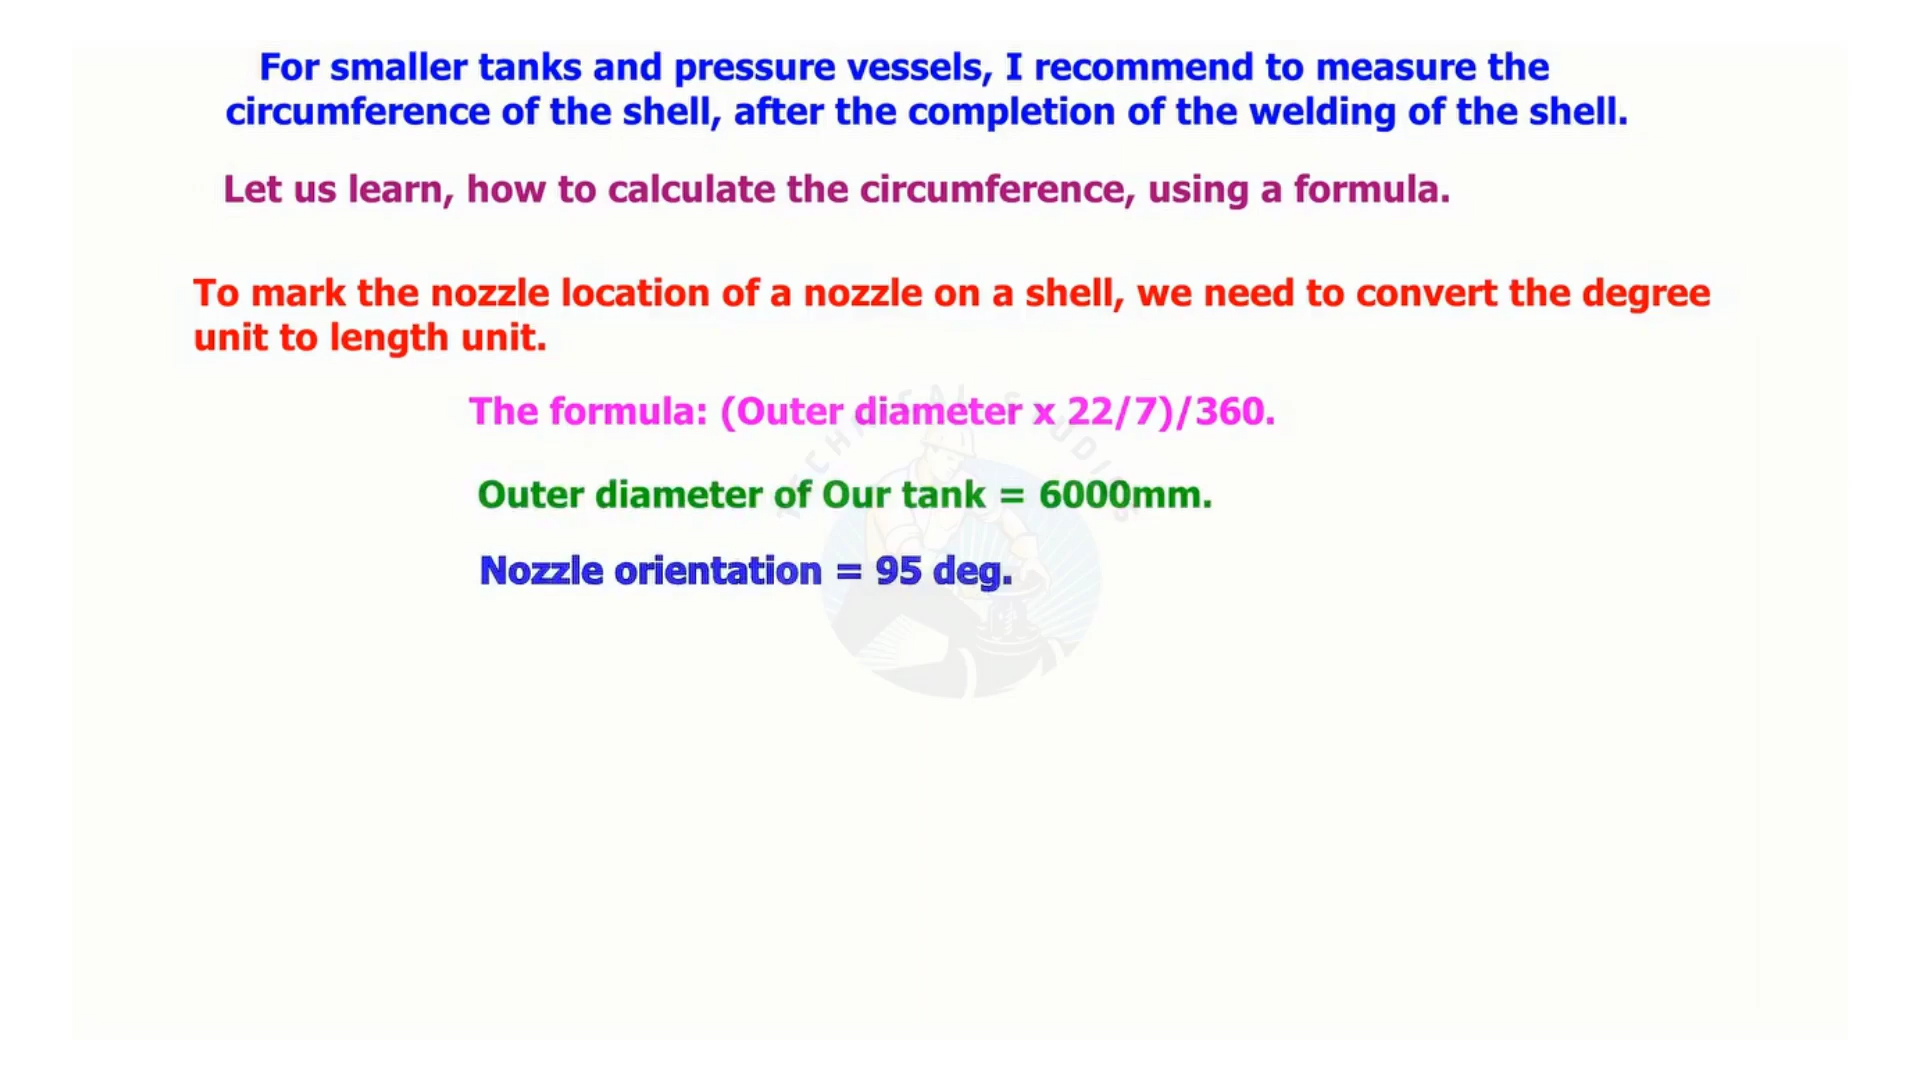 For smaller tanks and pressure vessels, I recommend to measure the
circumference of the shell, after the completion of the welding of the shell.
Let us learn, how to calculate the circumference, using a formula.
To mark the nozzle location of a nozzle on a shell, we need to convert the degree
unit to length unit.
The formula: (Outer diameter x 22/7)/360.
Outer diameter of Our tank = 6000mm.
Nozzle orientation = 95 deg.
TECHNICAL STUDIES